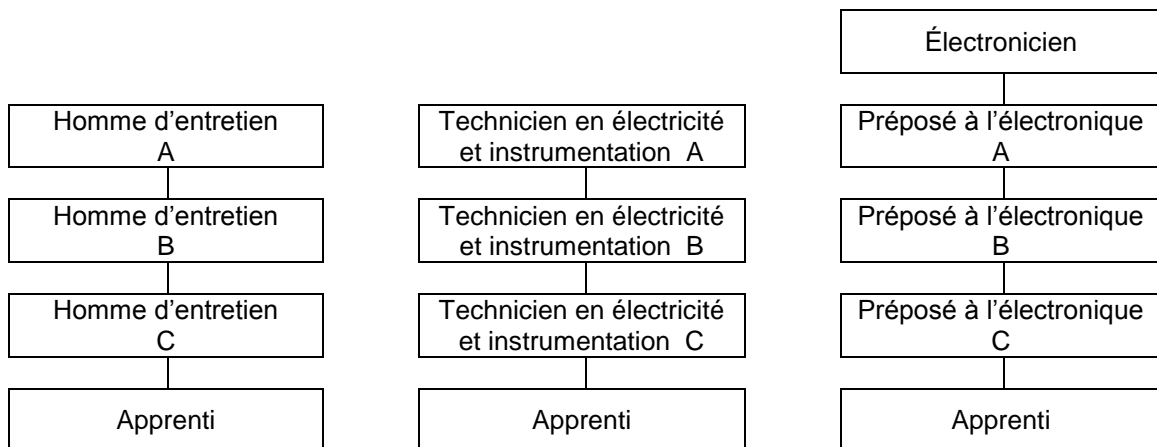 Électronicien
Homme d’entretien
A
Technicien en électricité
et instrumentation A
Préposé à l’électronique
A
Homme d’entretien
B
Technicien en électricité
et instrumentation B
Préposé à l’électronique
B
Homme d’entretien
C
Technicien en électricité
et instrumentation C
Préposé à l’électronique
C
Apprenti
Apprenti
Apprenti